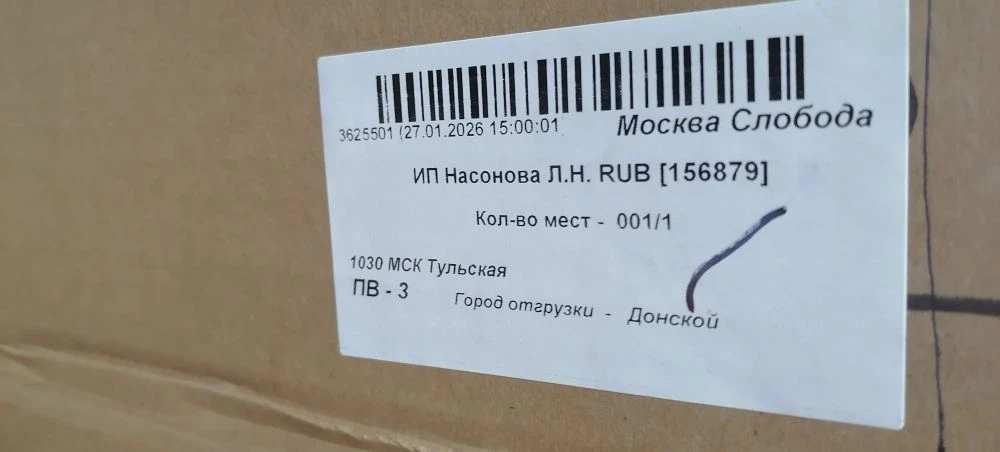 3625501 (27.01.2026 15:00:01
Москва Слобода
ИП Насонова Л.Н. RUB [156879]
Кол-во мест - 001/1
1030 МСК Тульская
ПВ - 3
Город отгрузки - Донской